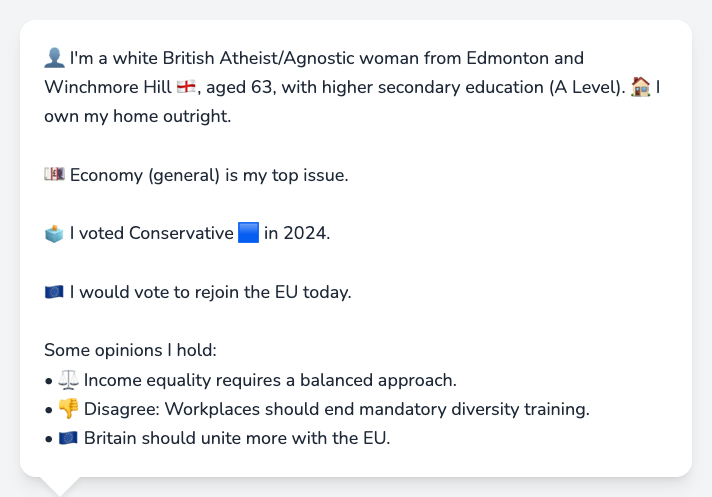 👤 I'm a white British Atheist/Agnostic woman from Edmonton and
Winchmore Hill 🏴󠁧󠁢󠁥󠁮󠁧󠁿, aged 63, with higher secondary education (A Level). 🏠 I
own my home outright.
💷 Economy (general) is my top issue.
🗳️ I voted Conservative 🟦 in 2024.
🇪🇺 I would vote to rejoin the EU today.
Some opinions I hold:
• ⚖️ Income equality requires a balanced approach.
• 👎 Disagree: Workplaces should end mandatory diversity training.
• 🇪🇺 Britain should unite more with the EU.